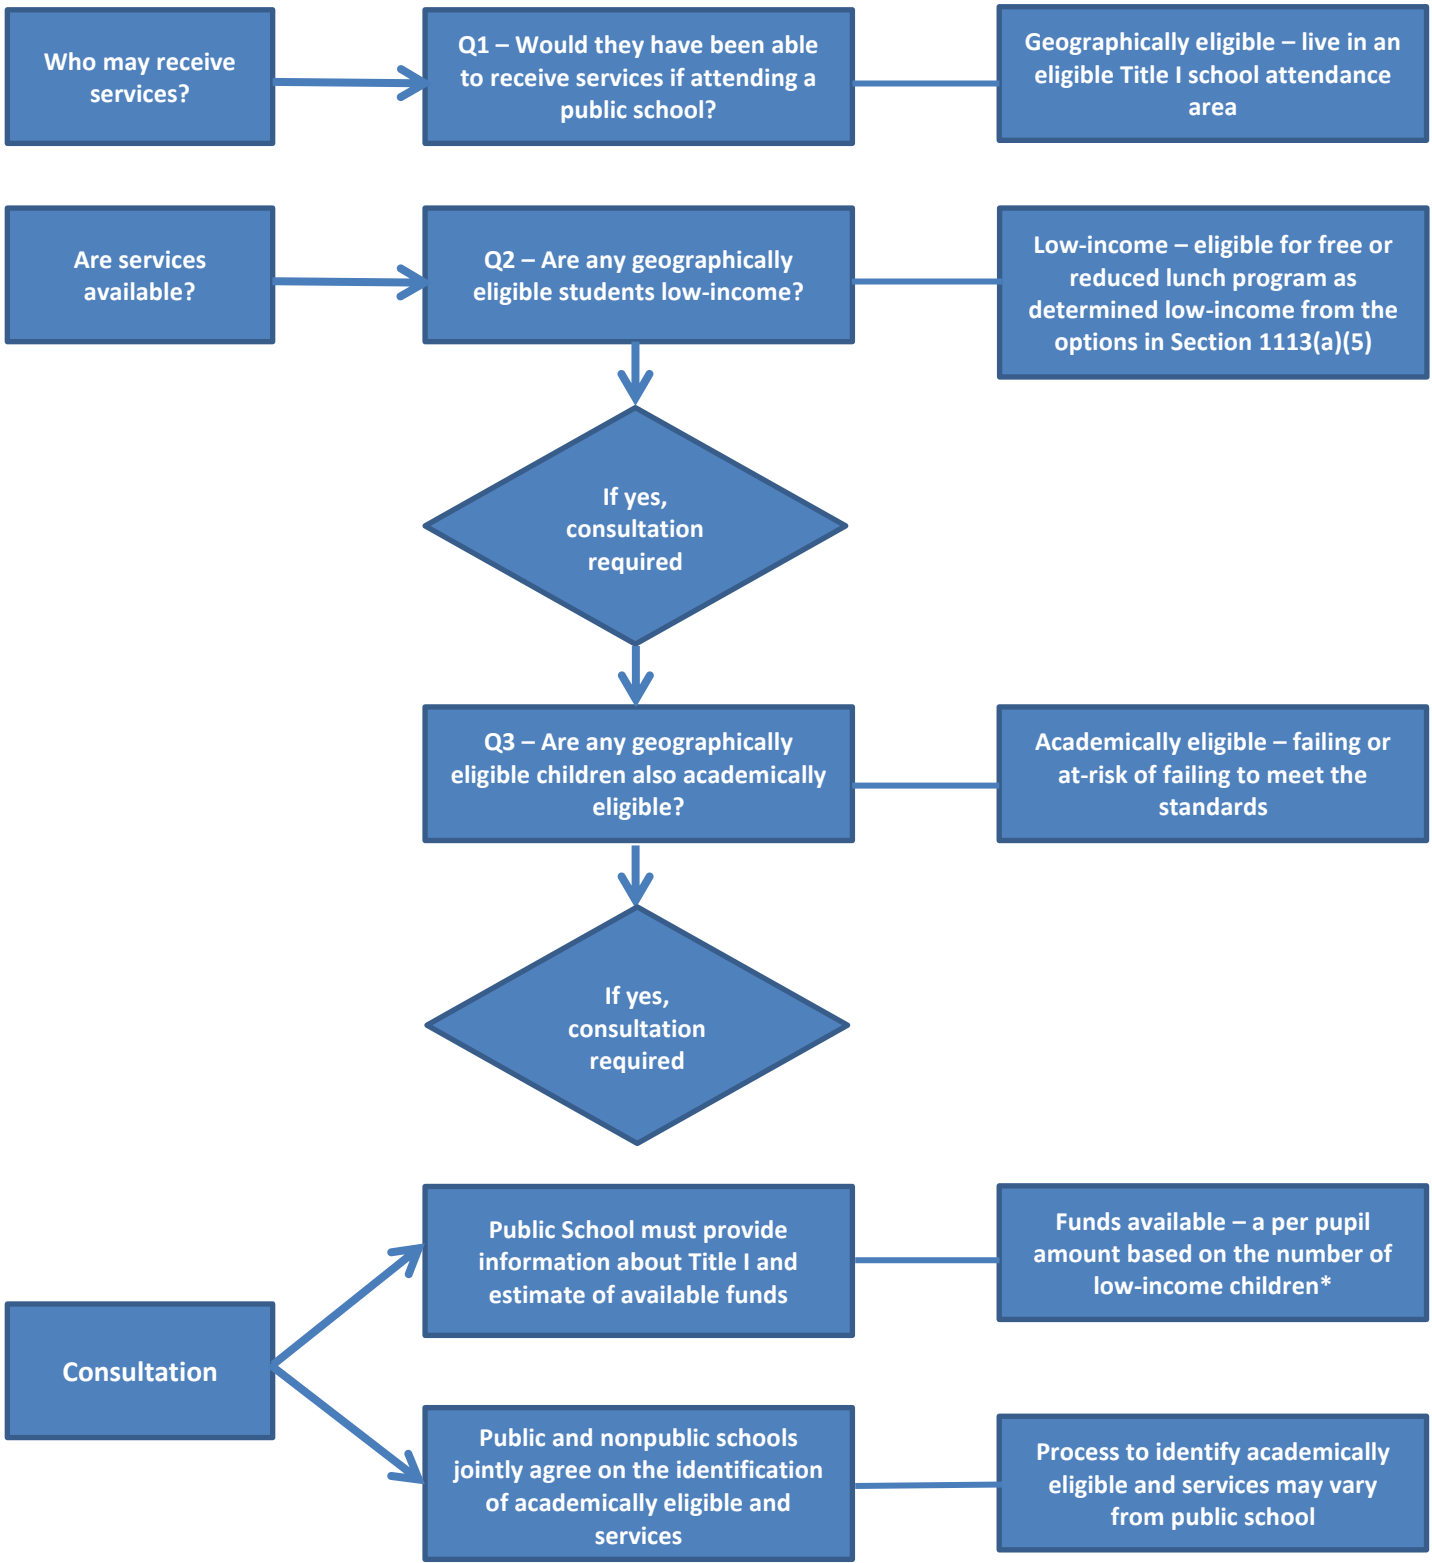 Who may receive
services?
Q1 – Would they have been able
to receive services if attending a
public school?
Geographically eligible – live in an
eligible Title I school attendance
area
Are services
available?
Q2 – Are any geographically
eligible students low-income?
Low-income – eligible for free or
reduced lunch program as
determined low-income from the
options in Section 1113(a)(5)
If yes,
consultation
required
Q3 – Are any geographically
eligible children also academically
eligible?
Academically eligible – failing or
at-risk of failing to meet the
standards
If yes,
consultation
required
Consultation
Public School must provide
information about Title I and
estimate of available funds
Funds available – a per pupil
amount based on the number of
low-income children*
Public and nonpublic schools
jointly agree on the identification
of academically eligible and
services
Process to identify academically
eligible and services may vary
from public school